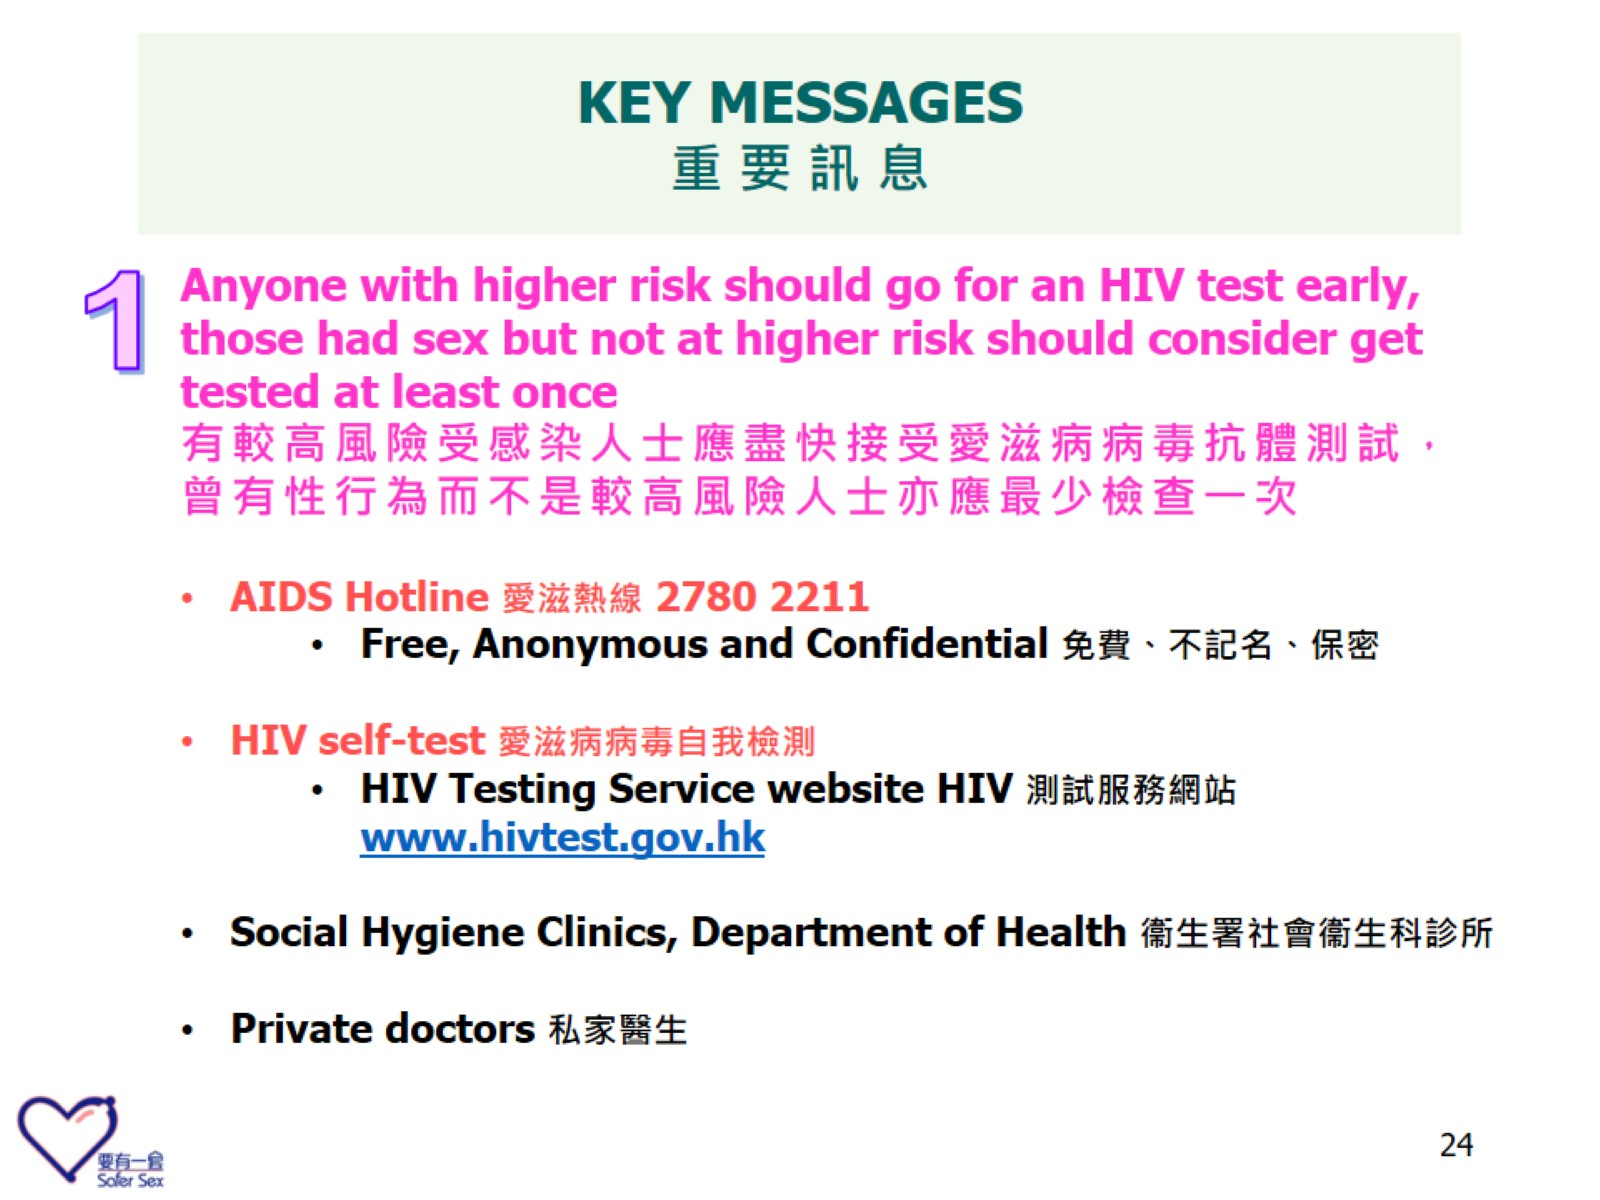 KEY MESSAGES
重要訊息
1
Anyone with higher risk should go for an HIV test early,
those had sex but not at higher risk should consider get
tested at least once
有較高風險受感染人士應盡快接受愛滋病病毒抗體測試，
曾有性行為而不是較高風險人士亦應最少檢查一次
• AIDS Hotline 愛滋熱線 2780 2211
• Free, Anonymous and Confidential 免費、不記名、保密
• HIV self-test 愛滋病病毒自我檢測
• HIV Testing Service website HIV 測試服務網站
www.hivtest.gov.hk
• Social Hygiene Clinics, Department of Health 衞生署社會衞生科診所
• Private doctors 私家醫生
要有一套
Safer Sex
24